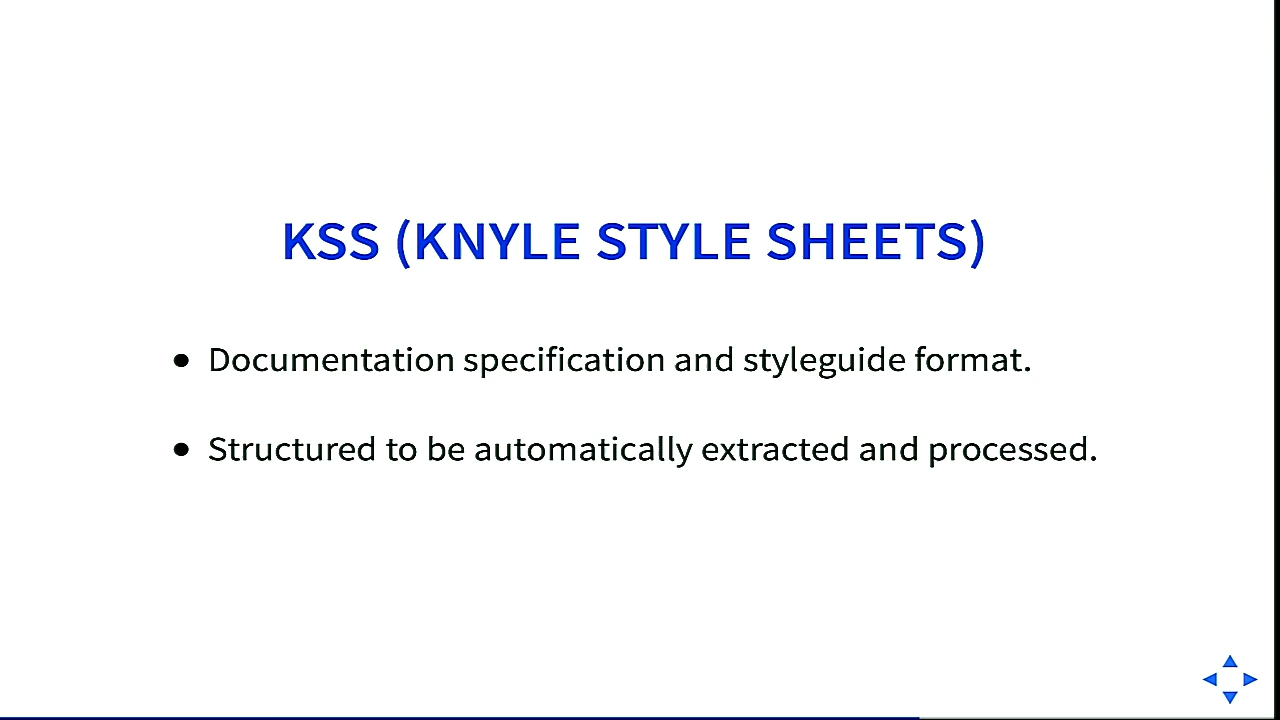 KSS (KNYLE STYLE SHEETS)
Documentation specification and styleguide format.
Structured to be automatically extracted and processed.